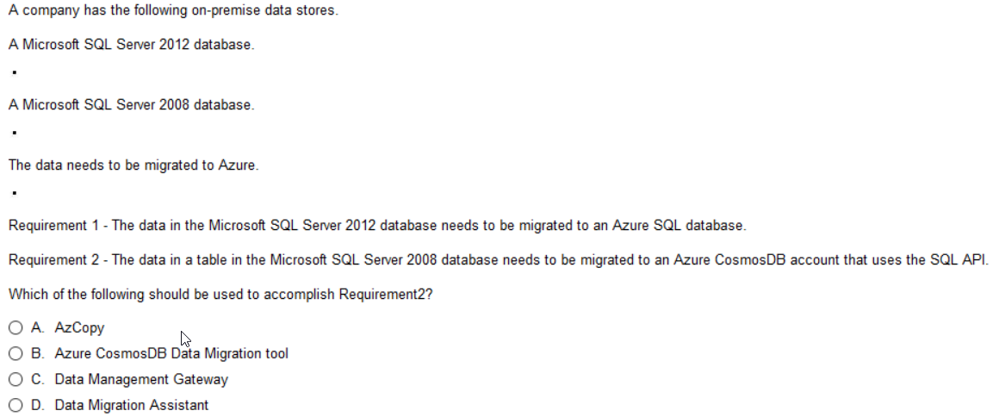 A company has the following on-premise data stores.
A Microsoft SQL Server 2012 database.
▪
A Microsoft SQL Server 2008 database.
▪
The data needs to be migrated to Azure.
▪
Requirement 1 - The data in the Microsoft SQL Server 2012 database needs to be migrated to an Azure SQL database.
Requirement 2 - The data in a table in the Microsoft SQL Server 2008 database needs to be migrated to an Azure CosmosDB account that uses the SQL API.
Which of the following should be used to accomplish Requirement2?
A. AzCopy
B. Azure CosmosDB Data Migration tool
C. Data Management Gateway
D. Data Migration Assistant